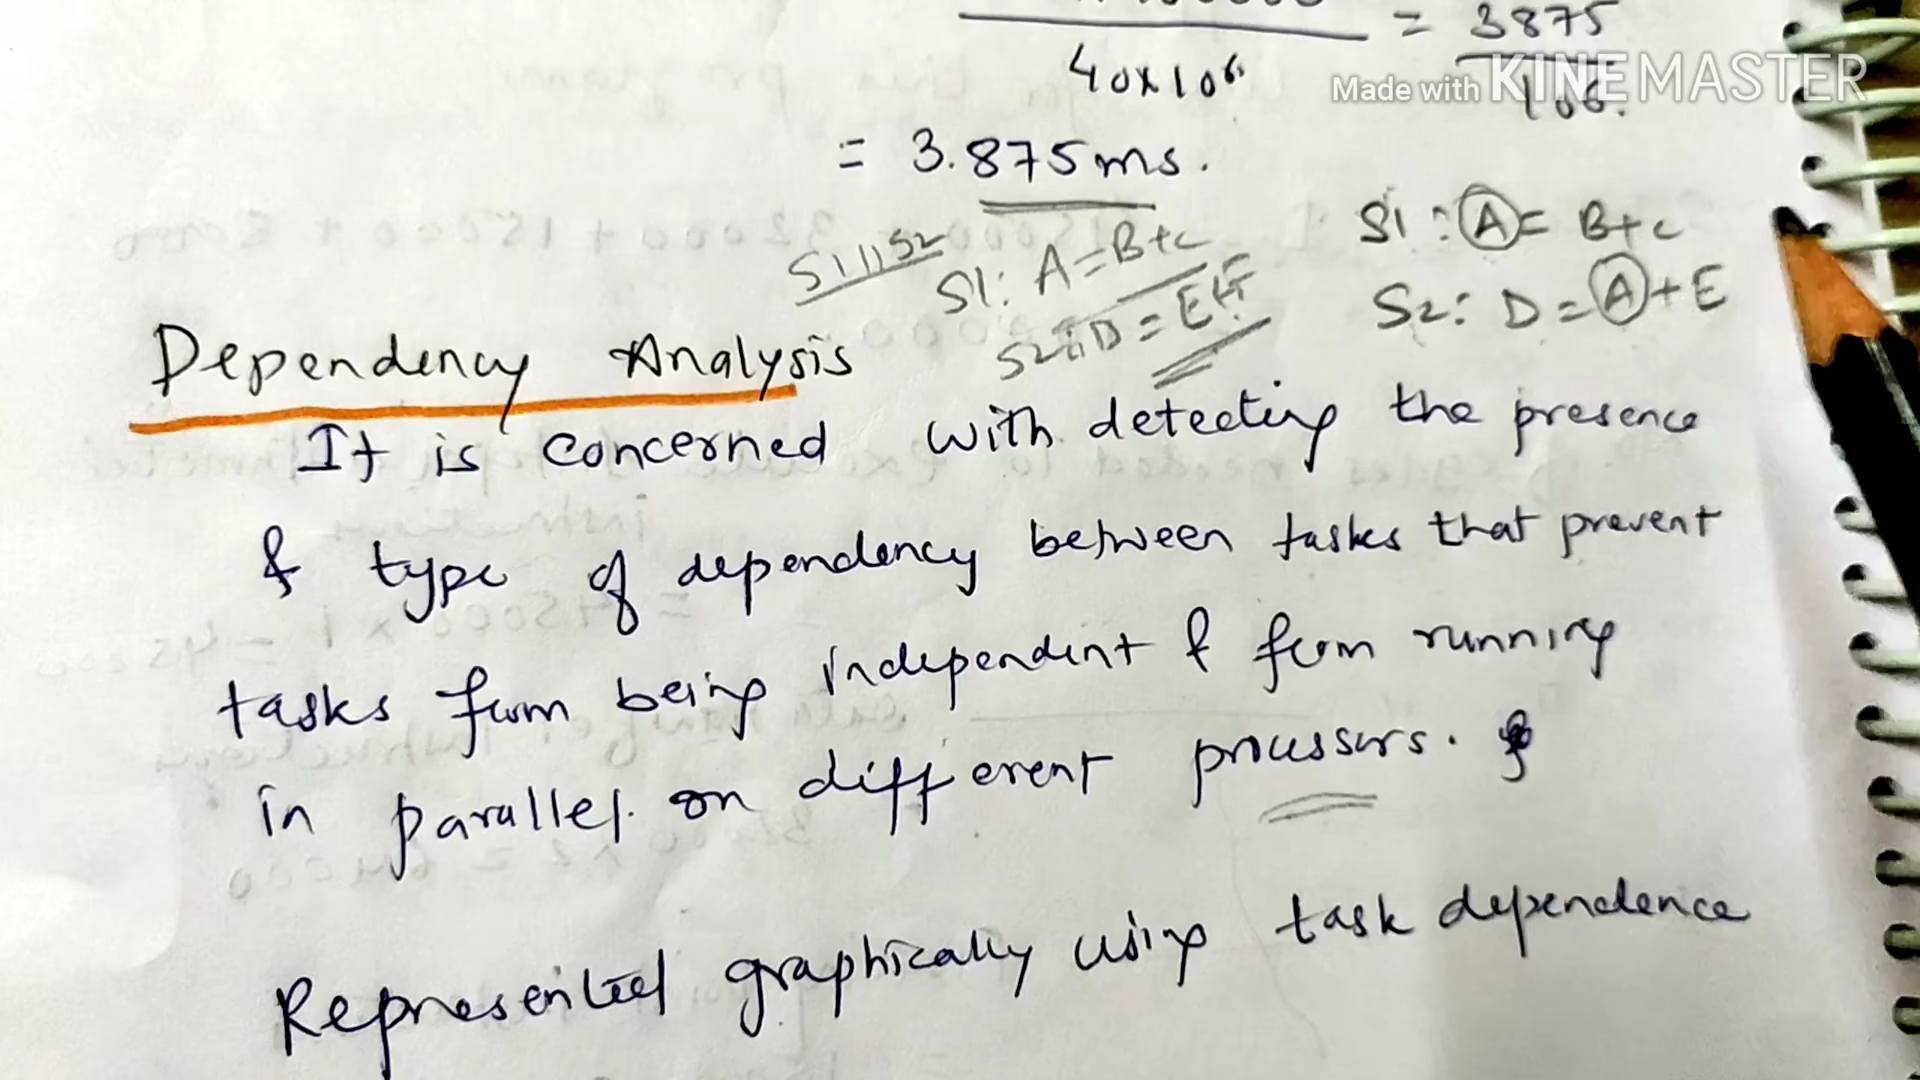 = 3875
40x10⁶ 10⁶.
Made with KINEMASTER
= 3.875ms.
S1 || S2
S1: A=B+C
S2: D=E+F
S1: A = B+C
S2: D = A+E
Dependency Analysis
It is concerned with detecting the presence
& type of dependency between tasks that prevent
tasks from being independent & from running
in parallel on different processors.
Represented graphically using task dependence